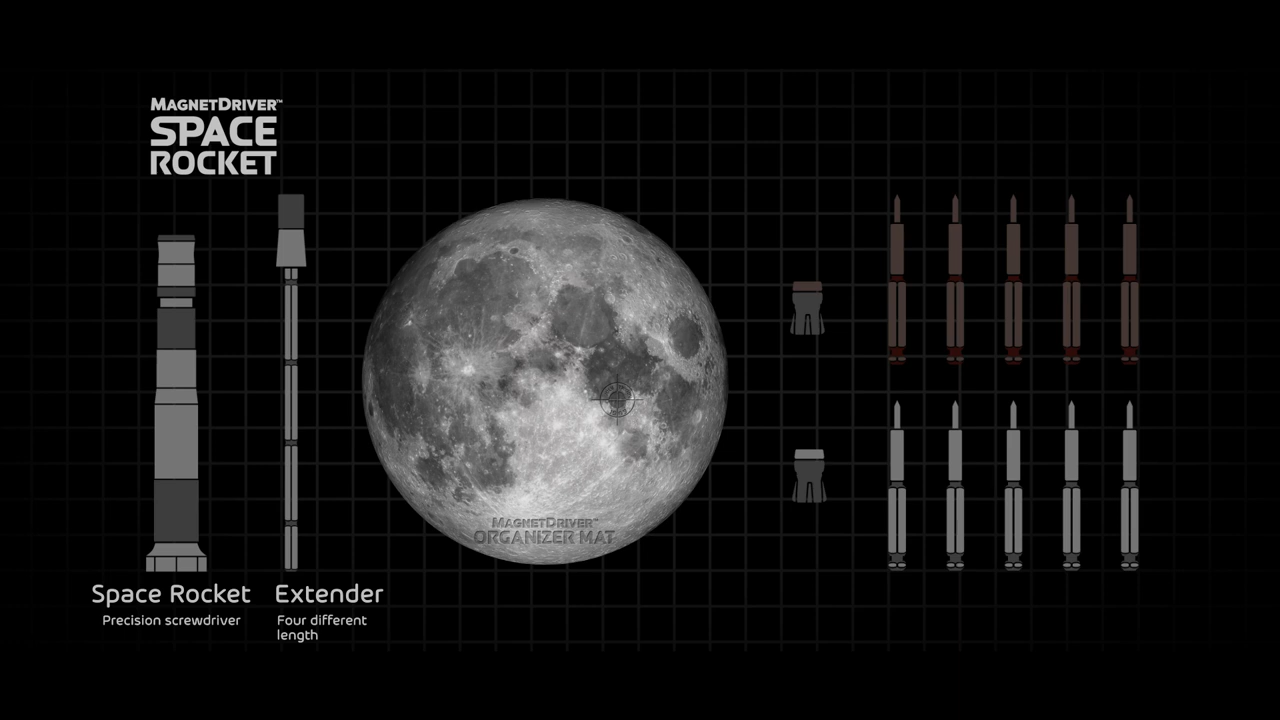 MAGNETDRIVER™
SPACE
ROCKET
MAGNETDRIVER™
ORGANIZER MAT
Space Rocket
Precision screwdriver
Extender
Four different
length